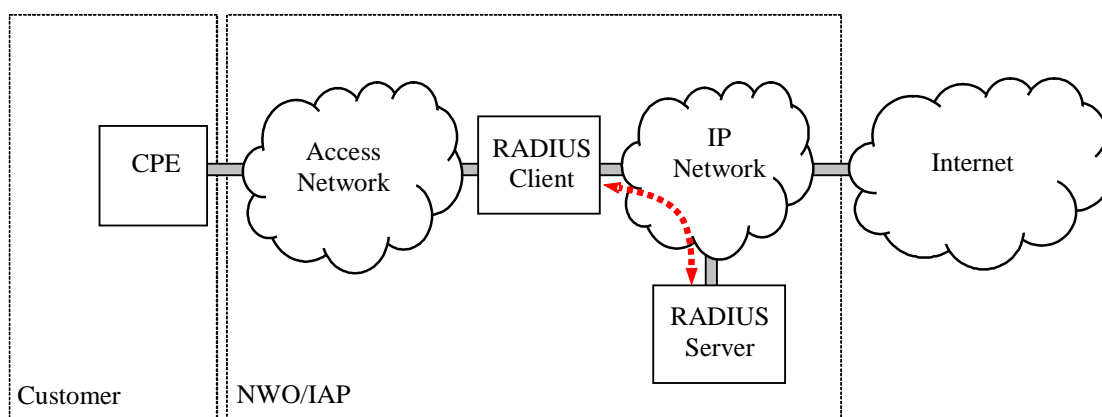 CPE
Access
Network
RADIUS
Client
IP
Network
Internet
RADIUS
Server
Customer
NWO/IAP